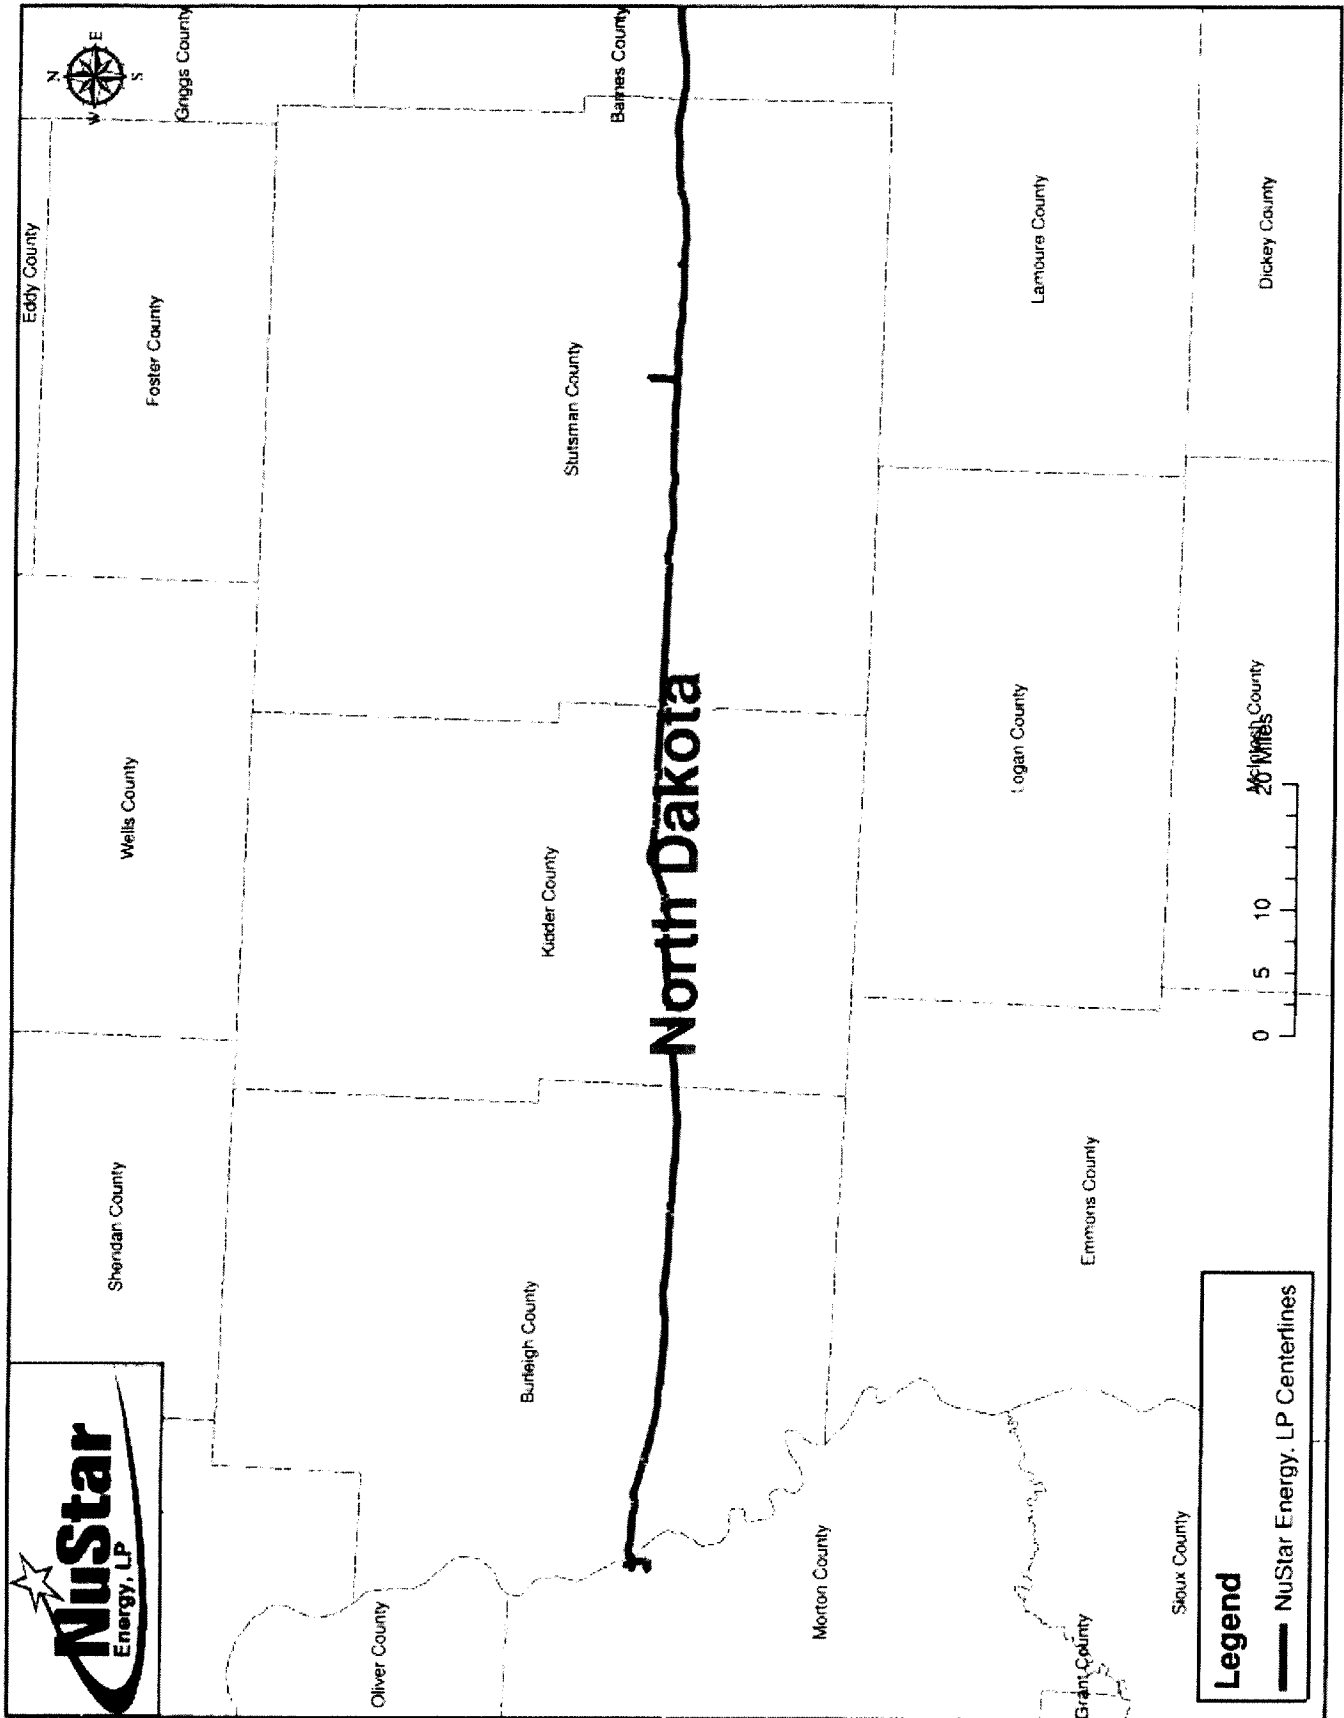 NuStar
Energy, LP
N
E
S
W
Sheridan County
Wells County
Eddy County
Foster County
Griggs County
Oliver County
Burleigh County
Kidder County
Stutsman County
Barnes County
North Dakota
Morton County
Emmons County
Logan County
Lamoure County
Grant County
Sioux County
McIntosh County
Dickey County
0
5
10
20 Miles
Legend
NuStar Energy, LP Centerlines